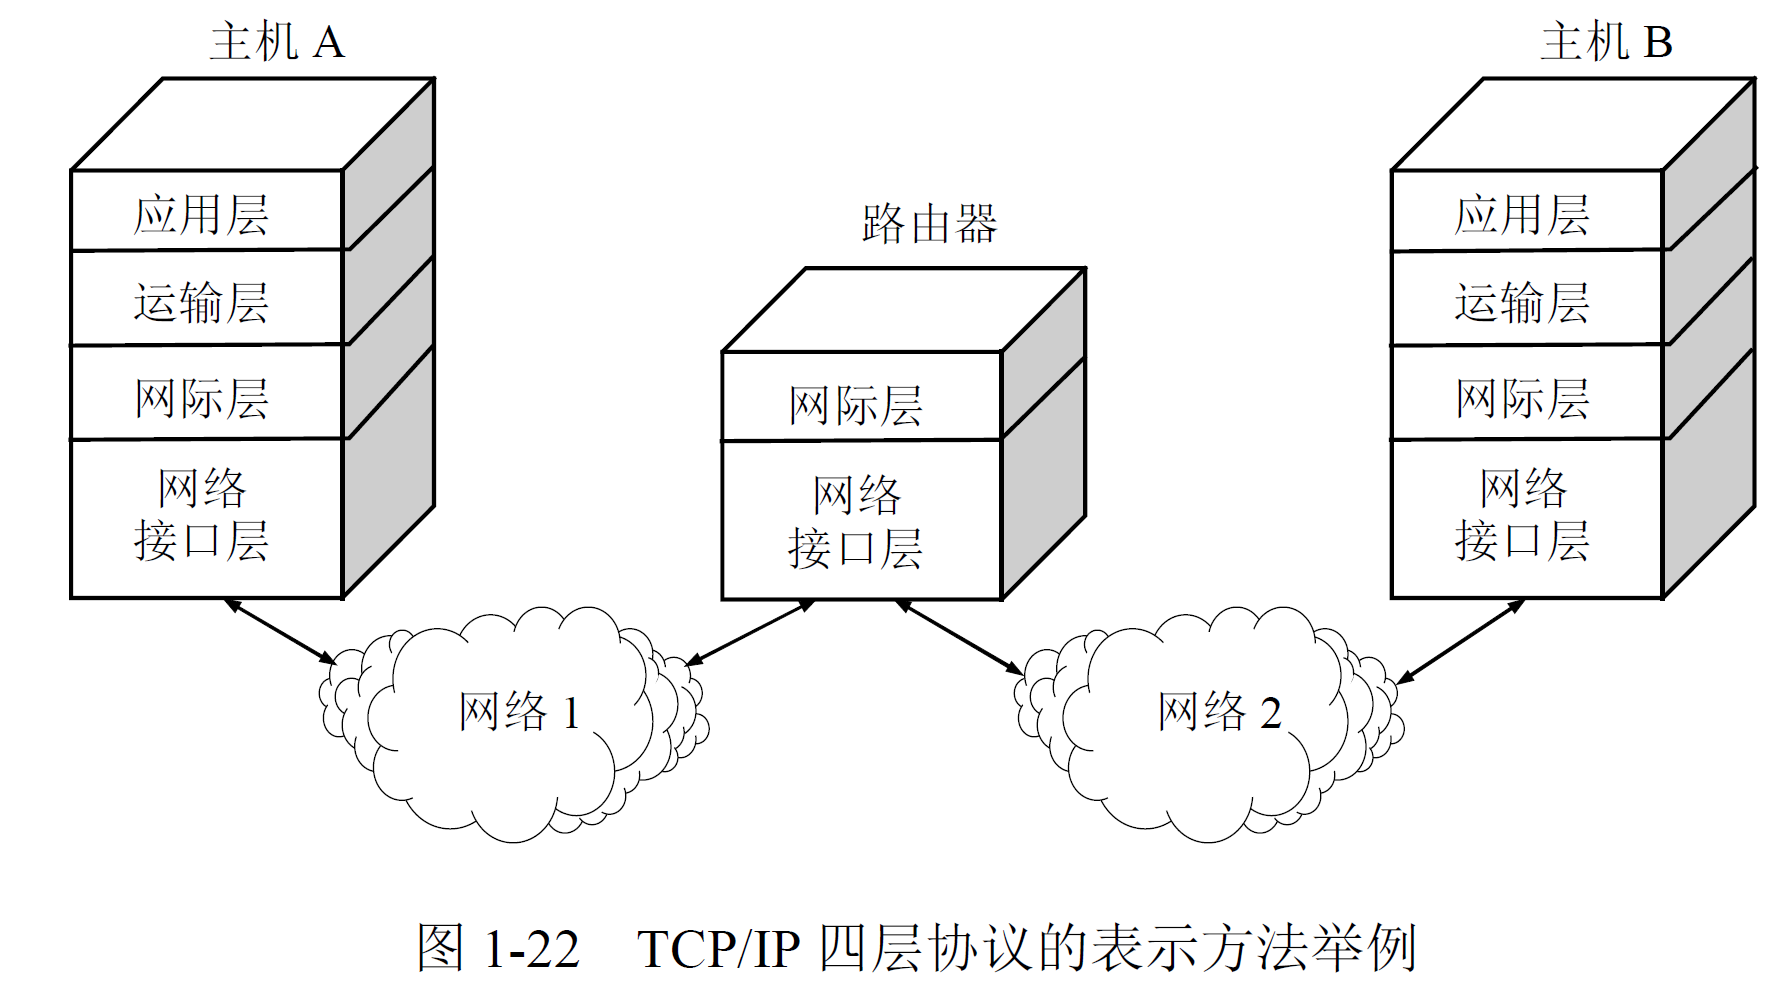 主机 A
应用层
运输层
网际层
网络
接口层
路由器
网际层
网络
接口层
主机 B
应用层
运输层
网际层
网络
接口层
网络 1
网络 2
图 1-22 TCP/IP 四层协议的表示方法举例